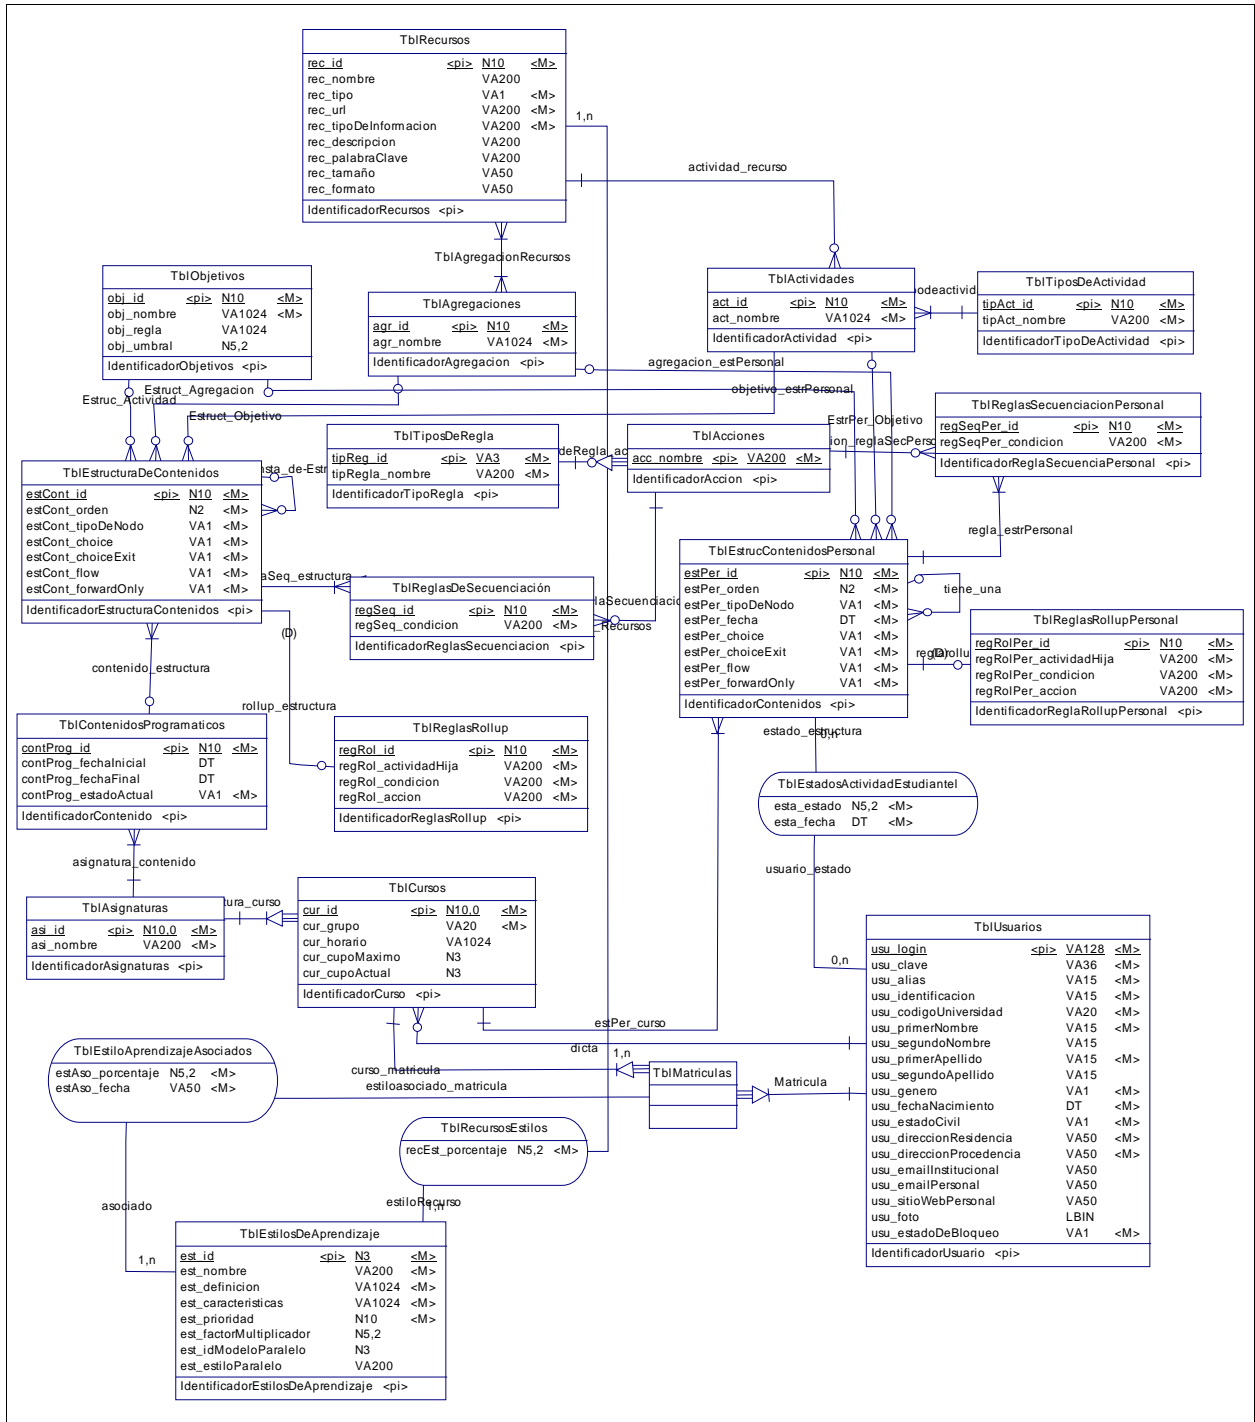 TblRecursos
rec_id <pi> N10 <M>
rec_nombre VA200
rec_tipo VA1 <M>
rec_url VA200 <M>
rec_tipoDeInformacion VA200 <M>
rec_descripcion VA200
rec_palabraClave VA200
rec_tamaño VA50
rec_formato VA50
IdentificadorRecursos <pi>
1,n
actividad_recurso
TblAgregacionRecursos
TblObjetivos
obj_id <pi> N10 <M>
obj_nombre VA1024 <M>
obj_regla VA1024
obj_umbral N5,2
IdentificadorObjetivos <pi>
TblAgregaciones
agr_id <pi> N10 <M>
agr_nombre VA1024 <M>
IdentificadorAgregacion <pi>
TblActividades
act_id <pi> N10 <M>
act_nombre VA1024 <M>
IdentificadorActividad <pi>
odeactivid
TblTiposDeActividad
tipAct_id <pi> N10 <M>
tipAct_nombre VA200 <M>
IdentificadorTipoDeActividad <pi>
agregacion_estPersonal
Estruct_Agregacion
objetivo_estrPersonal
Estruc_Actividad
Estruct_Objetivo
EstrPer_Objetivo
TblTiposDeRegla
tipReg_id <pi> VA3 <M>
tipRegla_nombre VA200 <M>
IdentificadorTipoRegla <pi>
deRegla_ac
TblAcciones
acc_nombre <pi> VA200 <M>
IdentificadorAccion <pi>
ion_reglaSecPerso
TblReglasSecuenciacionPersonal
regSeqPer_id <pi> N10 <M>
regSeqPer_condicion VA200 <M>
IdentificadorReglaSecuenciaPersonal <pi>
regla_estrPersonal
TblEstructuraDeContenidos
estCont_id <pi> N10 <M>
estCont_orden N2 <M>
estCont_tipoDeNodo VA1 <M>
estCont_choice VA1 <M>
estCont_choiceExit VA1 <M>
estCont_flow VA1 <M>
estCont_forwardOnly VA1 <M>
IdentificadorEstructuraContenidos <pi>
nsta_de-Estr
aSeq_estructura
TblReglasDeSecuenciación
regSeq_id <pi> N10 <M>
regSeq_condicion VA200 <M>
IdentificadorReglasSecuenciacion <pi>
laSecuenciacio
_Recursos
TblEstrucContenidosPersonal
estPer_id <pi> N10 <M>
estPer_orden N2 <M>
estPer_tipoDeNodo VA1 <M>
estPer_fecha DT <M>
estPer_choice VA1 <M>
estPer_choiceExit VA1 <M>
estPer_flow VA1 <M>
estPer_forwardOnly VA1 <M>
IdentificadorContenidos <pi>
tiene_una
TblReglasRollupPersonal
regRolPer_id <pi> N10 <M>
regRolPer_actividadHija VA200 <M>
regRolPer_condicion VA200 <M>
regRolPer_accion VA200 <M>
IdentificadorReglaRollupPersonal <pi>
(D)
contenido_estructura
rollup_estructura
TblContenidosProgramaticos
contProg_id <pi> N10 <M>
contProg_fechaInicial DT
contProg_fechaFinal DT
contProg_estadoActual VA1 <M>
IdentificadorContenido <pi>
TblReglasRollup
regRol_id <pi> N10 <M>
regRol_actividadHija VA200 <M>
regRol_condicion VA200 <M>
regRol_accion VA200 <M>
IdentificadorReglasRollup <pi>
estado_estructura
0,n
TblEstadosActividadEstudiantel
esta_estado N5,2 <M>
esta_fecha DT <M>
asignatura_contenido
usuario_estado
TblAsignaturas
asi_id <pi> N10,0 <M>
asi_nombre VA200 <M>
IdentificadorAsignaturas <pi>
tura_curso
TblCursos
cur_id <pi> N10,0 <M>
cur_grupo VA20 <M>
cur_horario VA1024
cur_cupoMaximo N3
cur_cupoActual N3
IdentificadorCurso <pi>
0,n
TblUsuarios
usu_login <pi> VA128 <M>
usu_clave VA36 <M>
usu_alias VA15 <M>
usu_identificacion VA15 <M>
usu_codigoUniversidad VA20 <M>
usu_primerNombre VA15 <M>
usu_segundoNombre VA15
usu_primerApellido VA15 <M>
usu_segundoApellido VA15
usu_genero VA1 <M>
usu_fechaNacimiento DT <M>
usu_estadoCivil VA1 <M>
usu_direccionResidencia VA50 <M>
usu_direccionProcedencia VA50 <M>
usu_emailInstitucional VA50
usu_emailPersonal VA50
usu_sitioWebPersonal VA50
usu_foto LBIN
usu_estadoDeBloqueo VA1 <M>
IdentificadorUsuario <pi>
estPer_curso
dicta
1,n
curso_matricula
estiloasociado_matricula
TblMatriculas
Matricula
TblEstiloAprendizajeAsociados
estAso_porcentaje N5,2 <M>
estAso_fecha VA50 <M>
TblRecursosEstilos
recEst_porcentaje N5,2 <M>
asociado
estiloRecurso
1,n
1,n
TblEstilosDeAprendizaje
est_id <pi> N3 <M>
est_nombre VA200 <M>
est_definicion VA1024 <M>
est_caracteristicas VA1024 <M>
est_prioridad N10 <M>
est_factorMultiplicador N5,2
est_idModeloParalelo N3
est_estiloParalelo VA200
IdentificadorEstilosDeAprendizaje <pi>